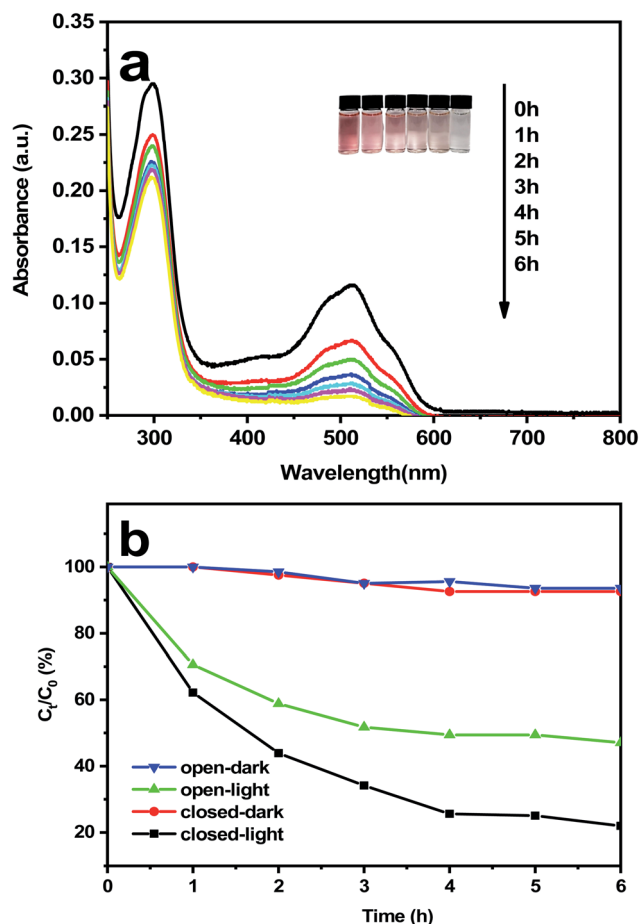 a
0.35
0.30
0.25
0.20
0.15
0.10
0.05
0.00
Absorbance (a.u.)
0h
1h
2h
3h
4h
5h
6h
300 400 500 600 700 800
Wavelength(nm)
b
100
80
60
40
20
Cₜ/C₀ (%)
open-dark
open-light
closed-dark
closed-light
0 1 2 3 4 5 6
Time (h)